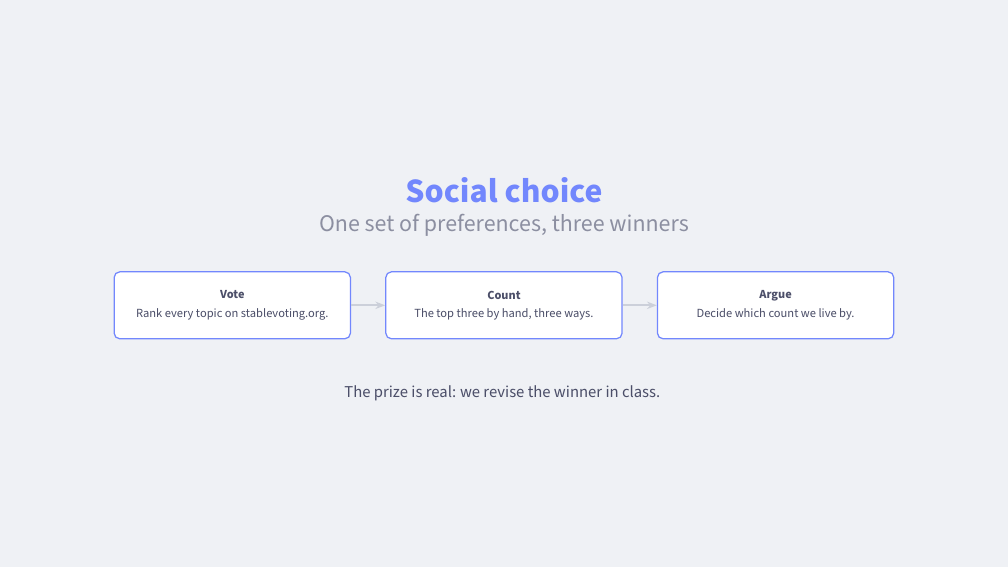 Social choice
One set of preferences, three winners
Vote
Rank every topic on stablevoting.org.
Count
The top three by hand, three ways.
Argue
Decide which count we live by.
The prize is real: we revise the winner in class.